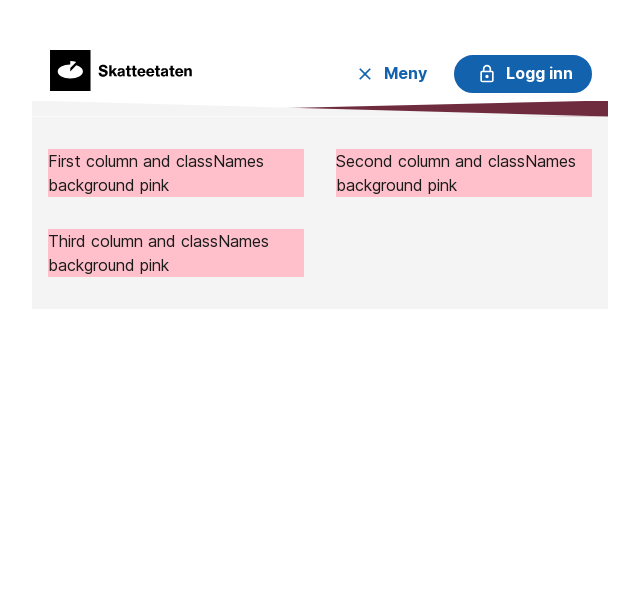 Skatteetaten
Meny
Logg inn
First column and classNames
background pink
Second column and classNames
background pink
Third column and classNames
background pink